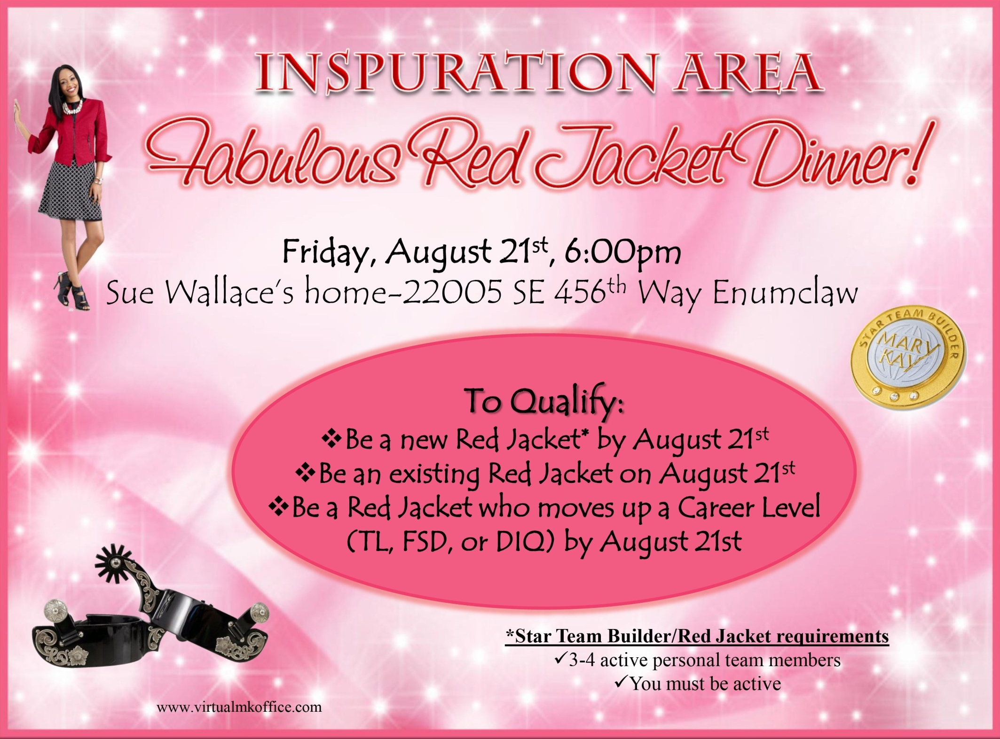 INSPURATION AREA
Fabulous Red Jacket Dinner!
Friday, August 21st, 6:00pm
Sue Wallace's home-22005 SE 456th Way Enumclaw
STAR TEAM BUILDER
MARY
KAY
To Qualify:
❖Be a new Red Jacket* by August 21st
❖Be an existing Red Jacket on August 21st
❖Be a Red Jacket who moves up a Career Level
(TL, FSD, or DIQ) by August 21st
*Star Team Builder/Red Jacket requirements
✓3-4 active personal team members
✓You must be active
www.virtualmkoffice.com